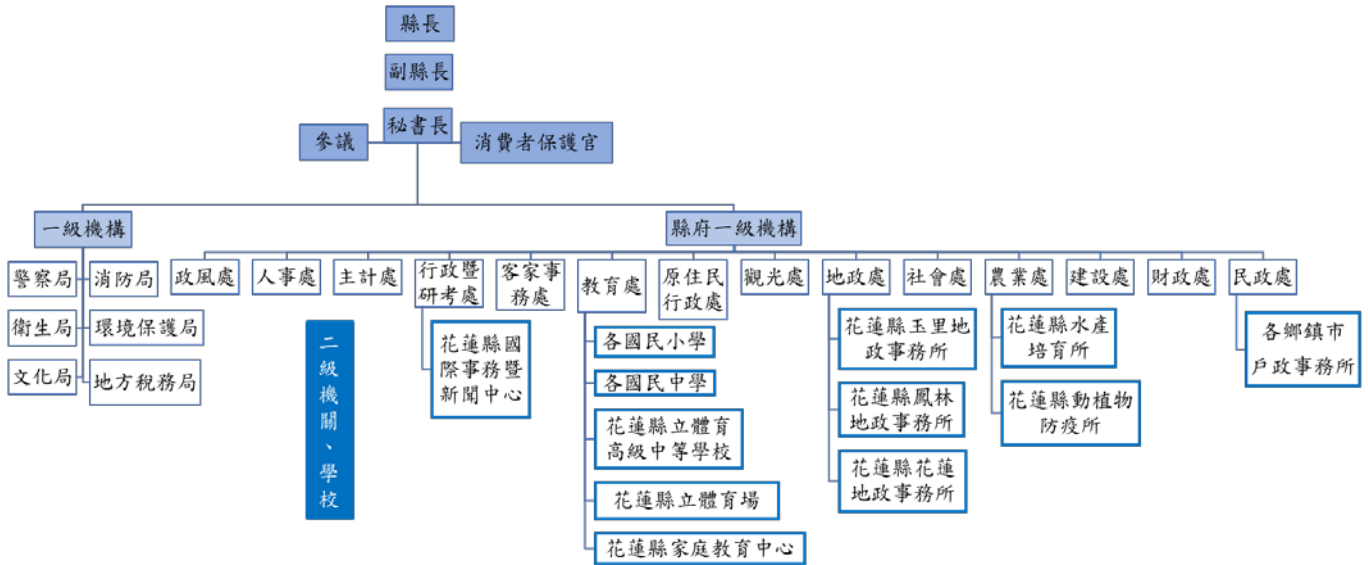 縣長
副縣長
秘書長
參議
消費者保護官
一級機構
縣府一級機構
警察局
消防局
衛生局
環境保護局
文化局
地方稅務局
政風處
人事處
主計處
行政暨
研考處
客家事
務處
教育處
原住民
行政處
觀光處
地政處
社會處
農業處
建設處
財政處
民政處
二級機關、學校
花蓮縣國
際事務暨
新聞中心
各國民小學
各國民中學
花蓮縣立體育
高級中等學校
花蓮縣立體育場
花蓮縣家庭教育中心
花蓮縣玉里地
政事務所
花蓮縣鳳林
地政事務所
花蓮縣花蓮
地政事務所
花蓮縣水產
培育所
花蓮縣動植物
防疫所
各鄉鎮市
戶政事務所